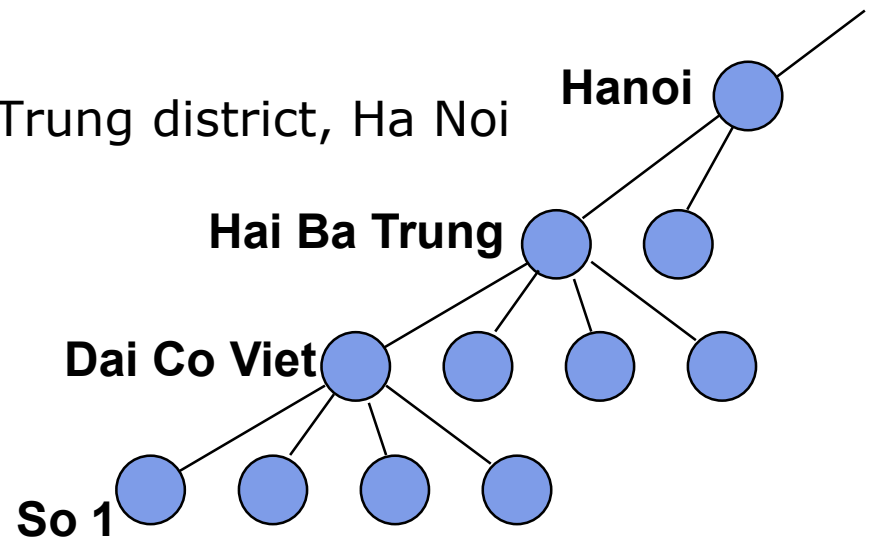 Hanoi
Trung district, Ha Noi
Hai Ba Trung
Dai Co Viet
So 1